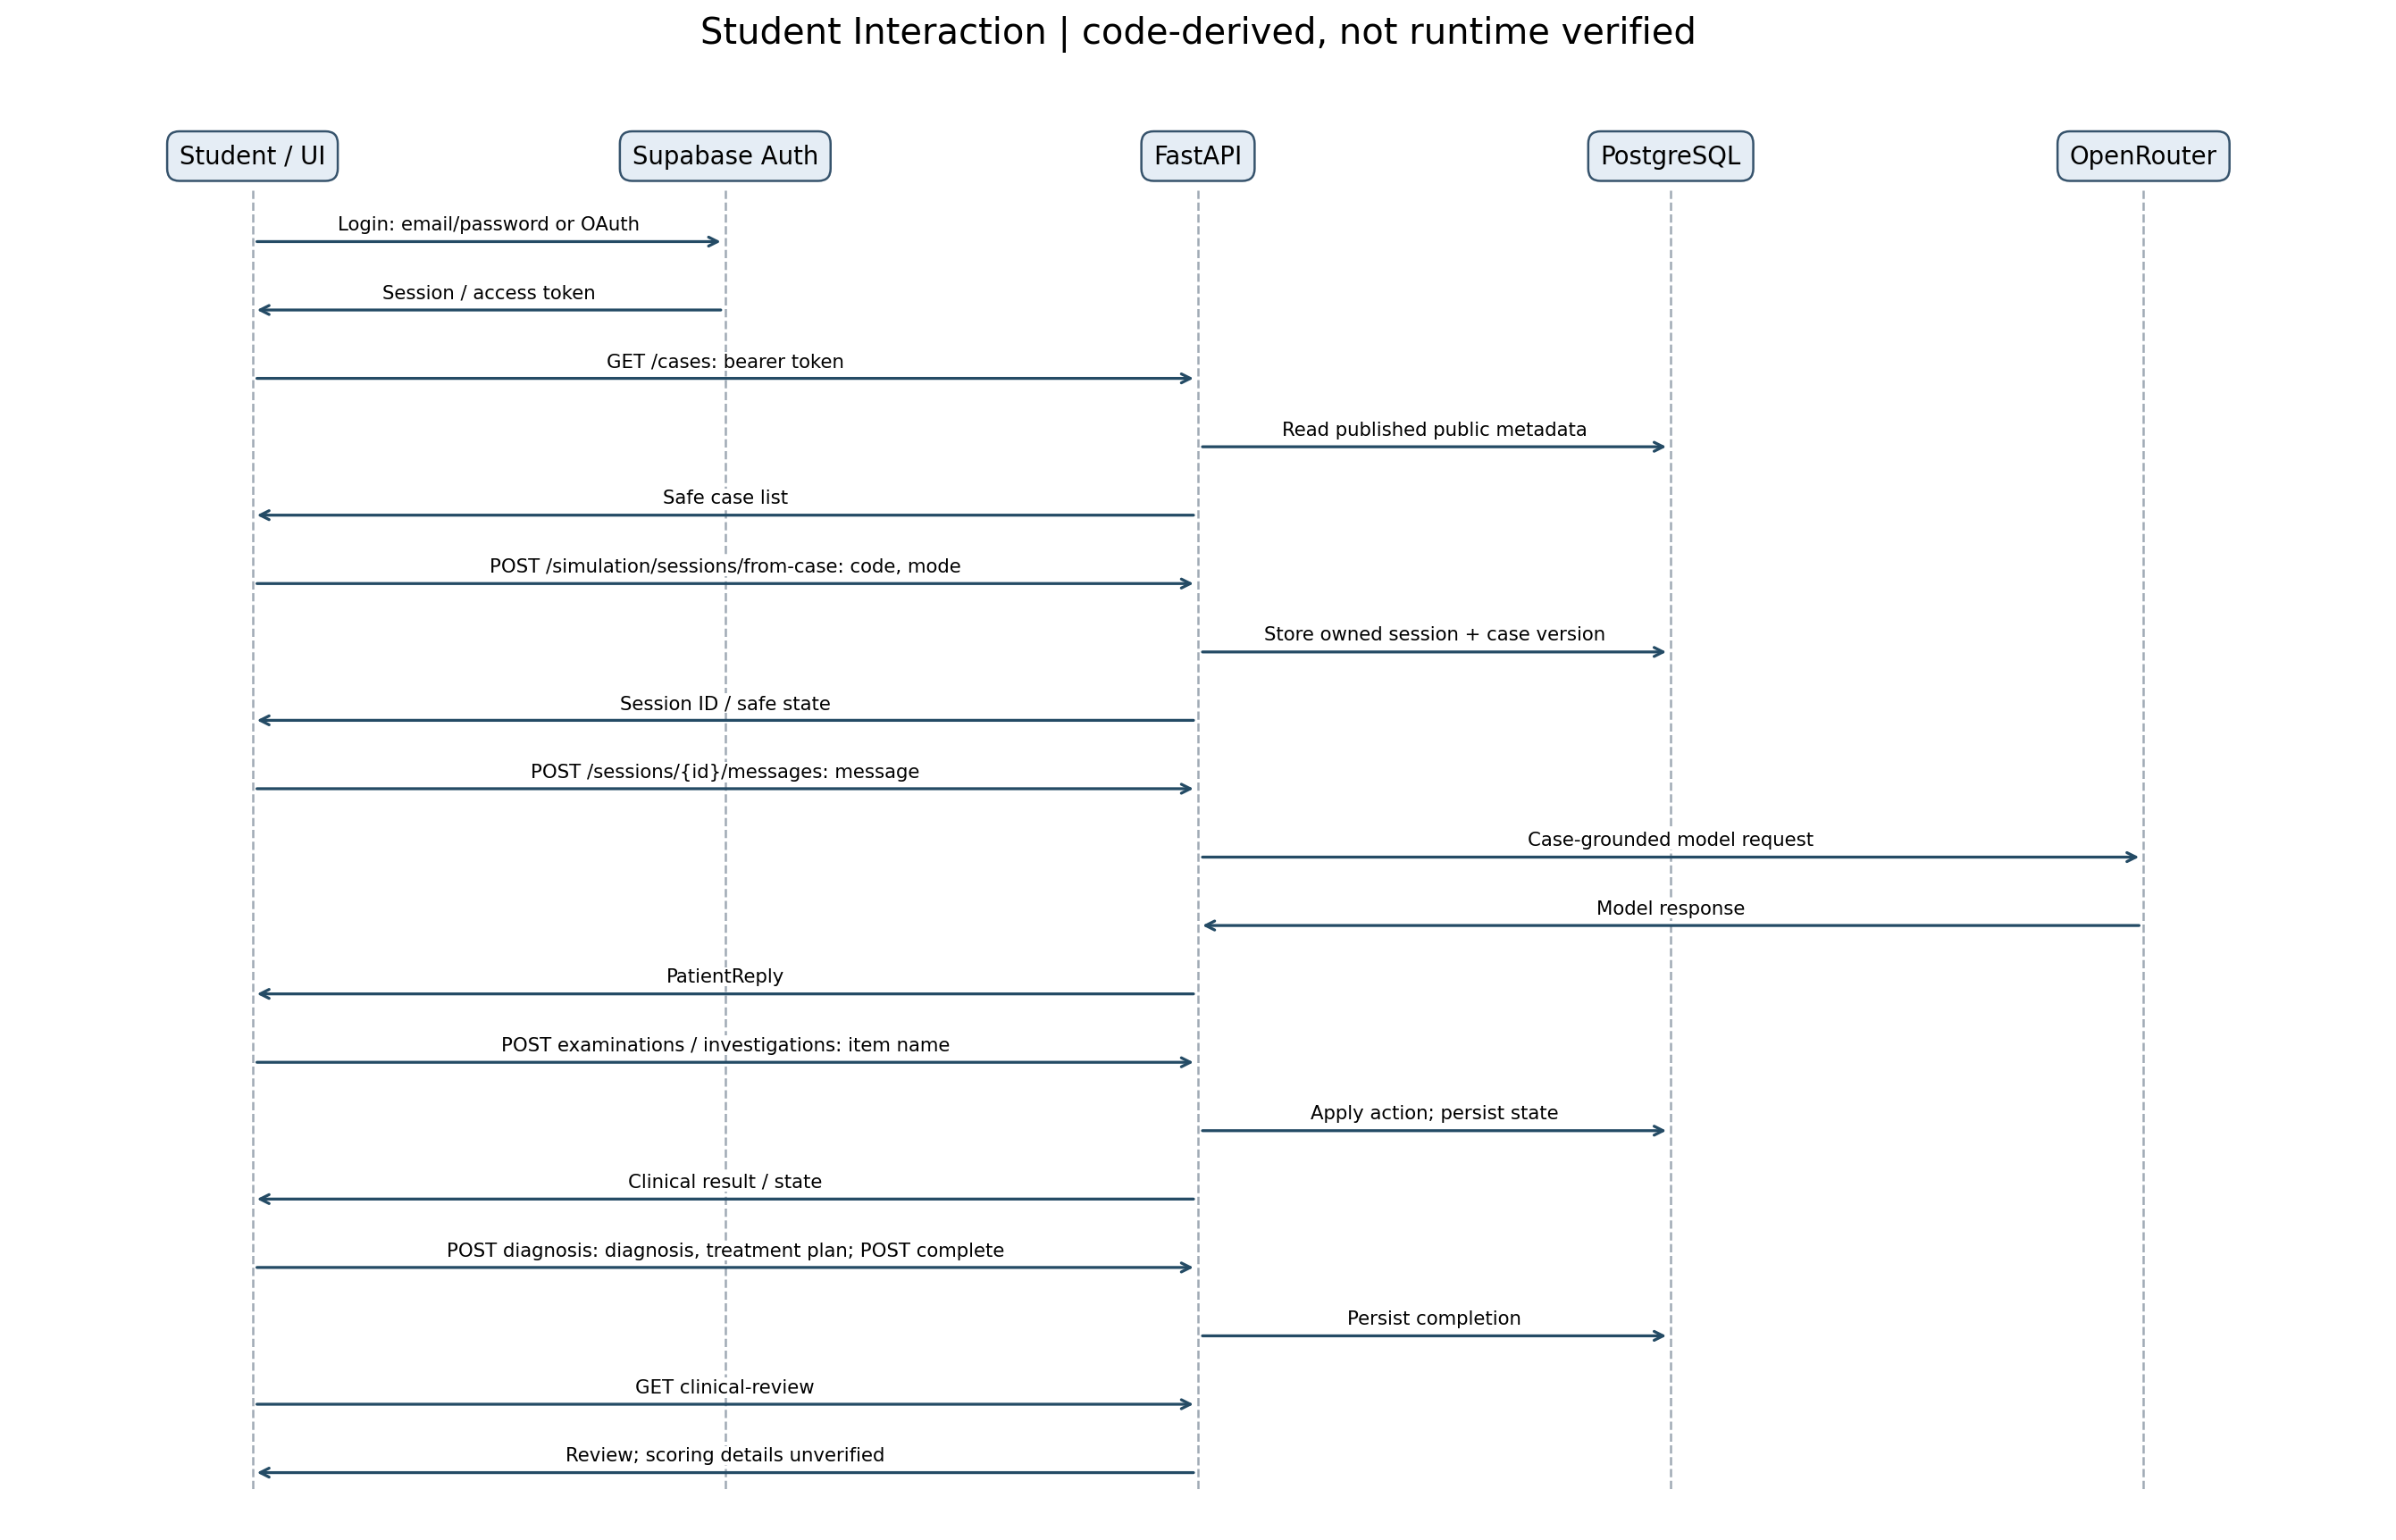 Student Interaction | code-derived, not runtime verified
Student / UI
Supabase Auth
FastAPI
PostgreSQL
OpenRouter
Login: email/password or OAuth
Session / access token
GET /cases: bearer token
Read published public metadata
Safe case list
POST /simulation/sessions/from-case: code, mode
Store owned session + case version
Session ID / safe state
POST /sessions/{id}/messages: message
Case-grounded model request
Model response
PatientReply
POST examinations / investigations: item name
Apply action; persist state
Clinical result / state
POST diagnosis: diagnosis, treatment plan; POST complete
Persist completion
GET clinical-review
Review; scoring details unverified